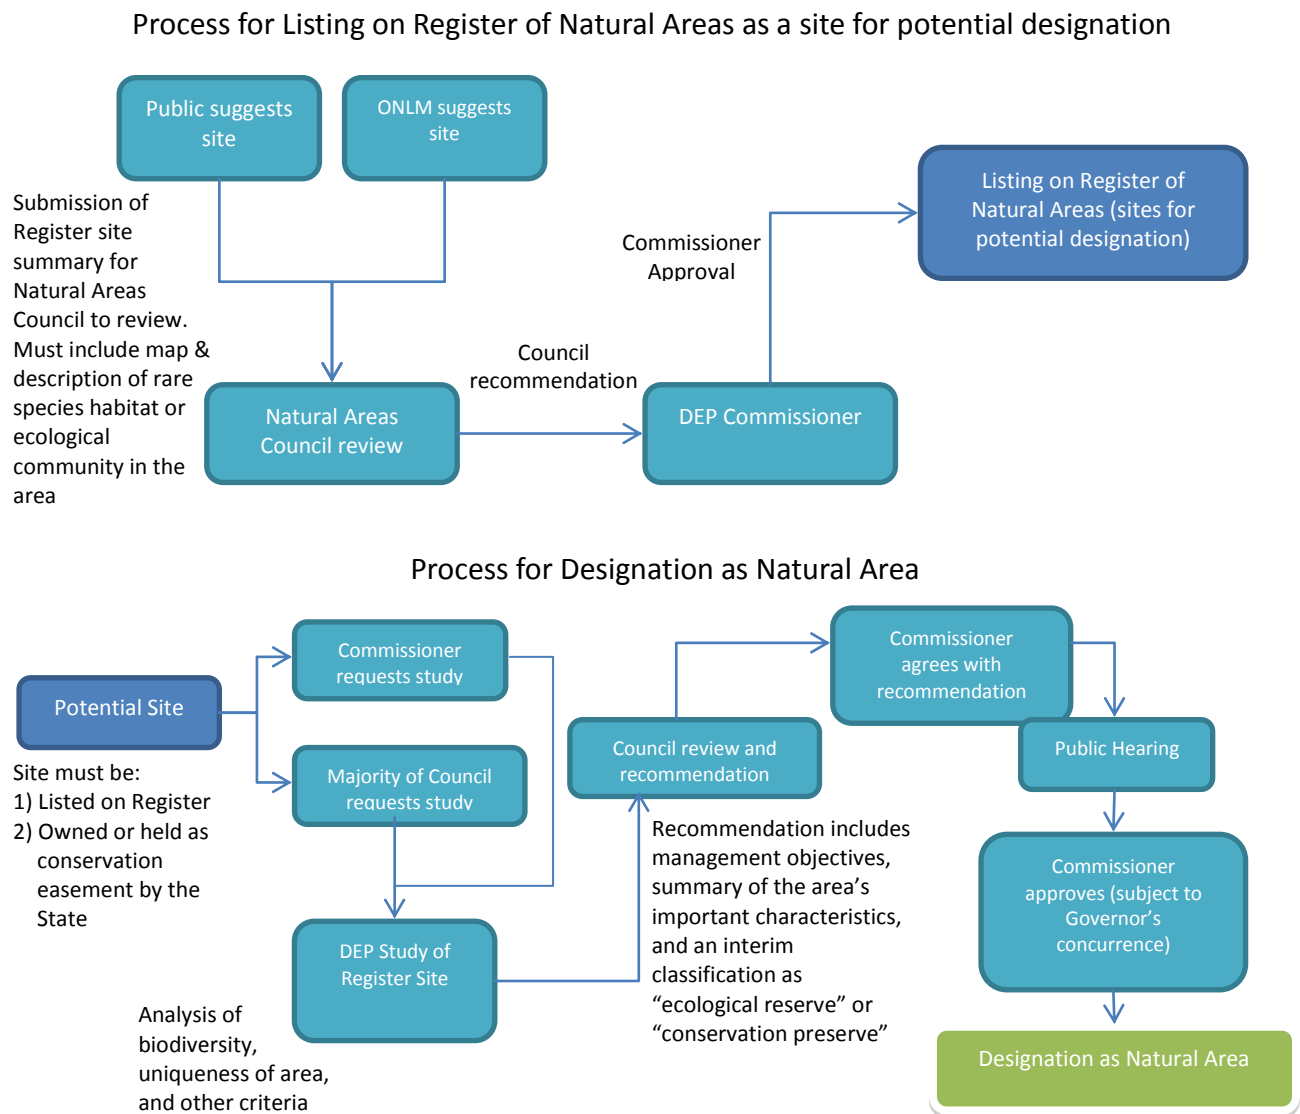 Process for Listing on Register of Natural Areas as a site for potential designation
Public suggests
site
ONLM suggests
site
Submission of
Register site
summary for
Natural Areas
Council to review.
Must include map &
description of rare
species habitat or
ecological
community in the
area
Natural Areas
Council review
Council
recommendation
DEP Commissioner
Commissioner
Approval
Listing on Register of
Natural Areas (sites for
potential designation)
Process for Designation as Natural Area
Potential Site
Site must be:
1) Listed on Register
2) Owned or held as
conservation
easement by the
State
Commissioner
requests study
Majority of Council
requests study
DEP Study of
Register Site
Analysis of
biodiversity,
uniqueness of area,
and other criteria
Council review and
recommendation
Recommendation includes
management objectives,
summary of the area’s
important characteristics,
and an interim
classification as
“ecological reserve” or
“conservation preserve”
Commissioner
agrees with
recommendation
Public Hearing
Commissioner
approves (subject to
Governor’s
concurrence)
Designation as Natural Area